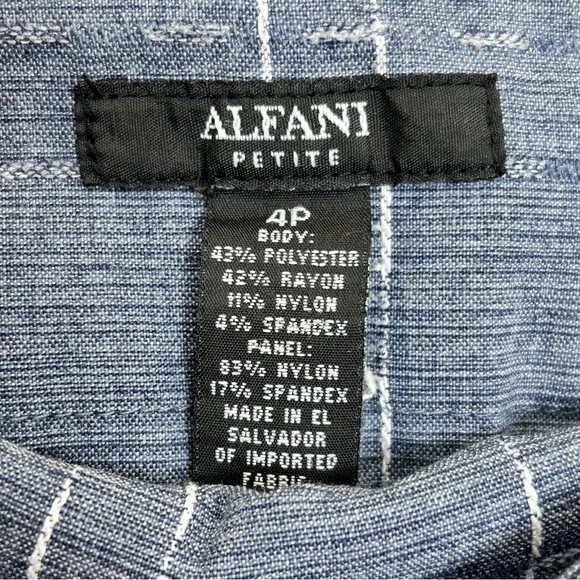 ALFANI
PETITE
4P
BODY:
43% POLYESTER
42% RAYON
11% NYLON
4% SPANDEX
PANEL:
83% NYLON
17% SPANDEX
MADE IN EL
SALVADOR
OF IMPORTED
FABRIC